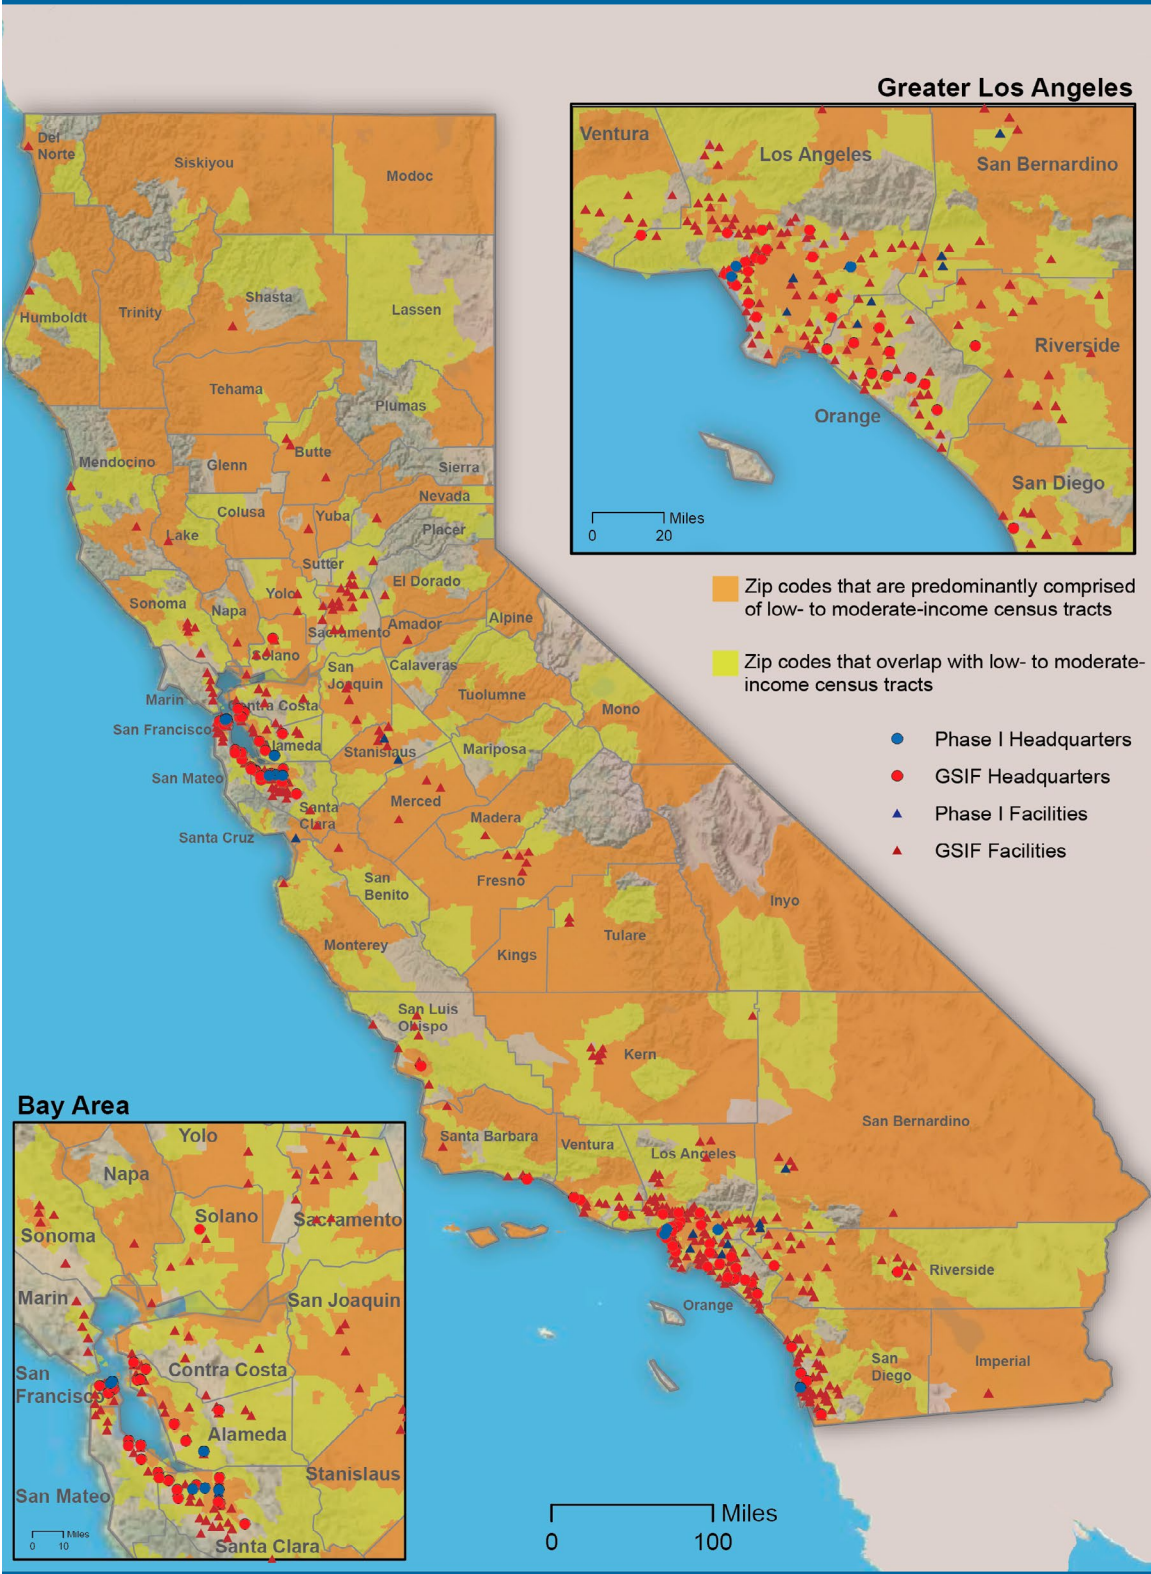 Greater Los Angeles
Ventura
Los Angeles
San Bernardino
Riverside
Orange
San Diego
Miles
0 20
Zip codes that are predominantly comprised
of low- to moderate-income census tracts
Zip codes that overlap with low- to moderate-
income census tracts
Phase I Headquarters
GSIF Headquarters
Phase I Facilities
GSIF Facilities
Del
Norte
Siskiyou
Modoc
Humboldt
Trinity
Shasta
Lassen
Tehama
Plumas
Mendocino
Glenn
Butte
Sierra
Nevada
Colusa
Yuba
Placer
Lake
Sutter
El Dorado
Sonoma
Napa
Yolo
Sacramento
Amador
Alpine
Solano
San
Joaquin
Calaveras
Marin
Contra Costa
Tuolumne
Mono
San Francisco
Alameda
Stanislaus
Mariposa
San Mateo
Santa
Clara
Merced
Madera
Santa Cruz
San
Benito
Fresno
Inyo
Monterey
Kings
Tulare
San Luis
Obispo
Kern
San Bernardino
Santa Barbara
Ventura
Los Angeles
Riverside
Orange
San
Diego
Imperial
Bay Area
Yolo
Napa
Solano
Sacramento
Sonoma
Marin
San Joaquin
San
Francisco
Contra Costa
Alameda
Stanislaus
San Mateo
Santa Clara
Miles
0 10
Miles
0 100